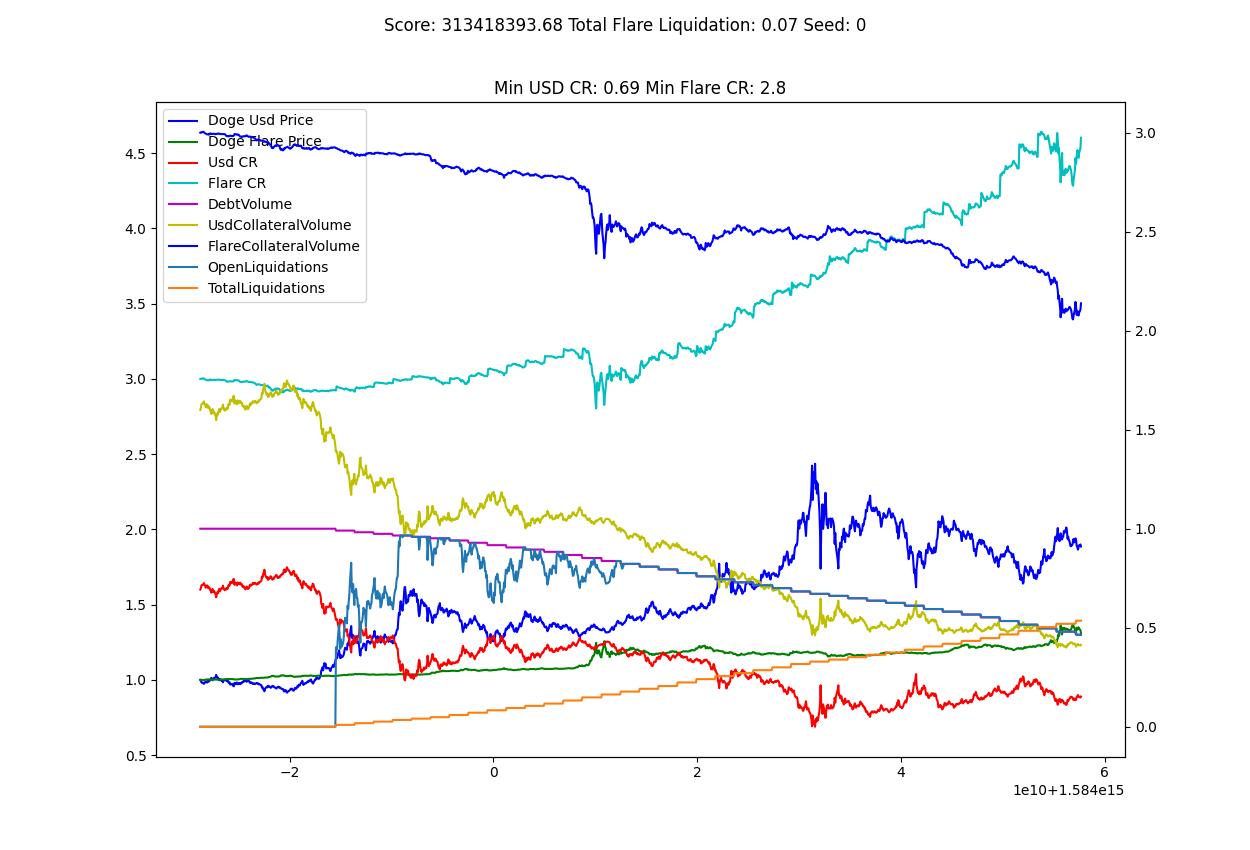 Score: 313418393.68 Total Flare Liquidation: 0.07 Seed: 0
Min USD CR: 0.69 Min Flare CR: 2.8
Doge Usd Price
Doge Flare Price
Usd CR
Flare CR
DebtVolume
UsdCollateralVolume
FlareCollateralVolume
OpenLiquidations
TotalLiquidations
4.5
4.0
3.5
3.0
2.5
2.0
1.5
1.0
0.5
3.0
2.5
2.0
1.5
1.0
0.5
0.0
−2
0
2
4
6
1e10+1.584e15